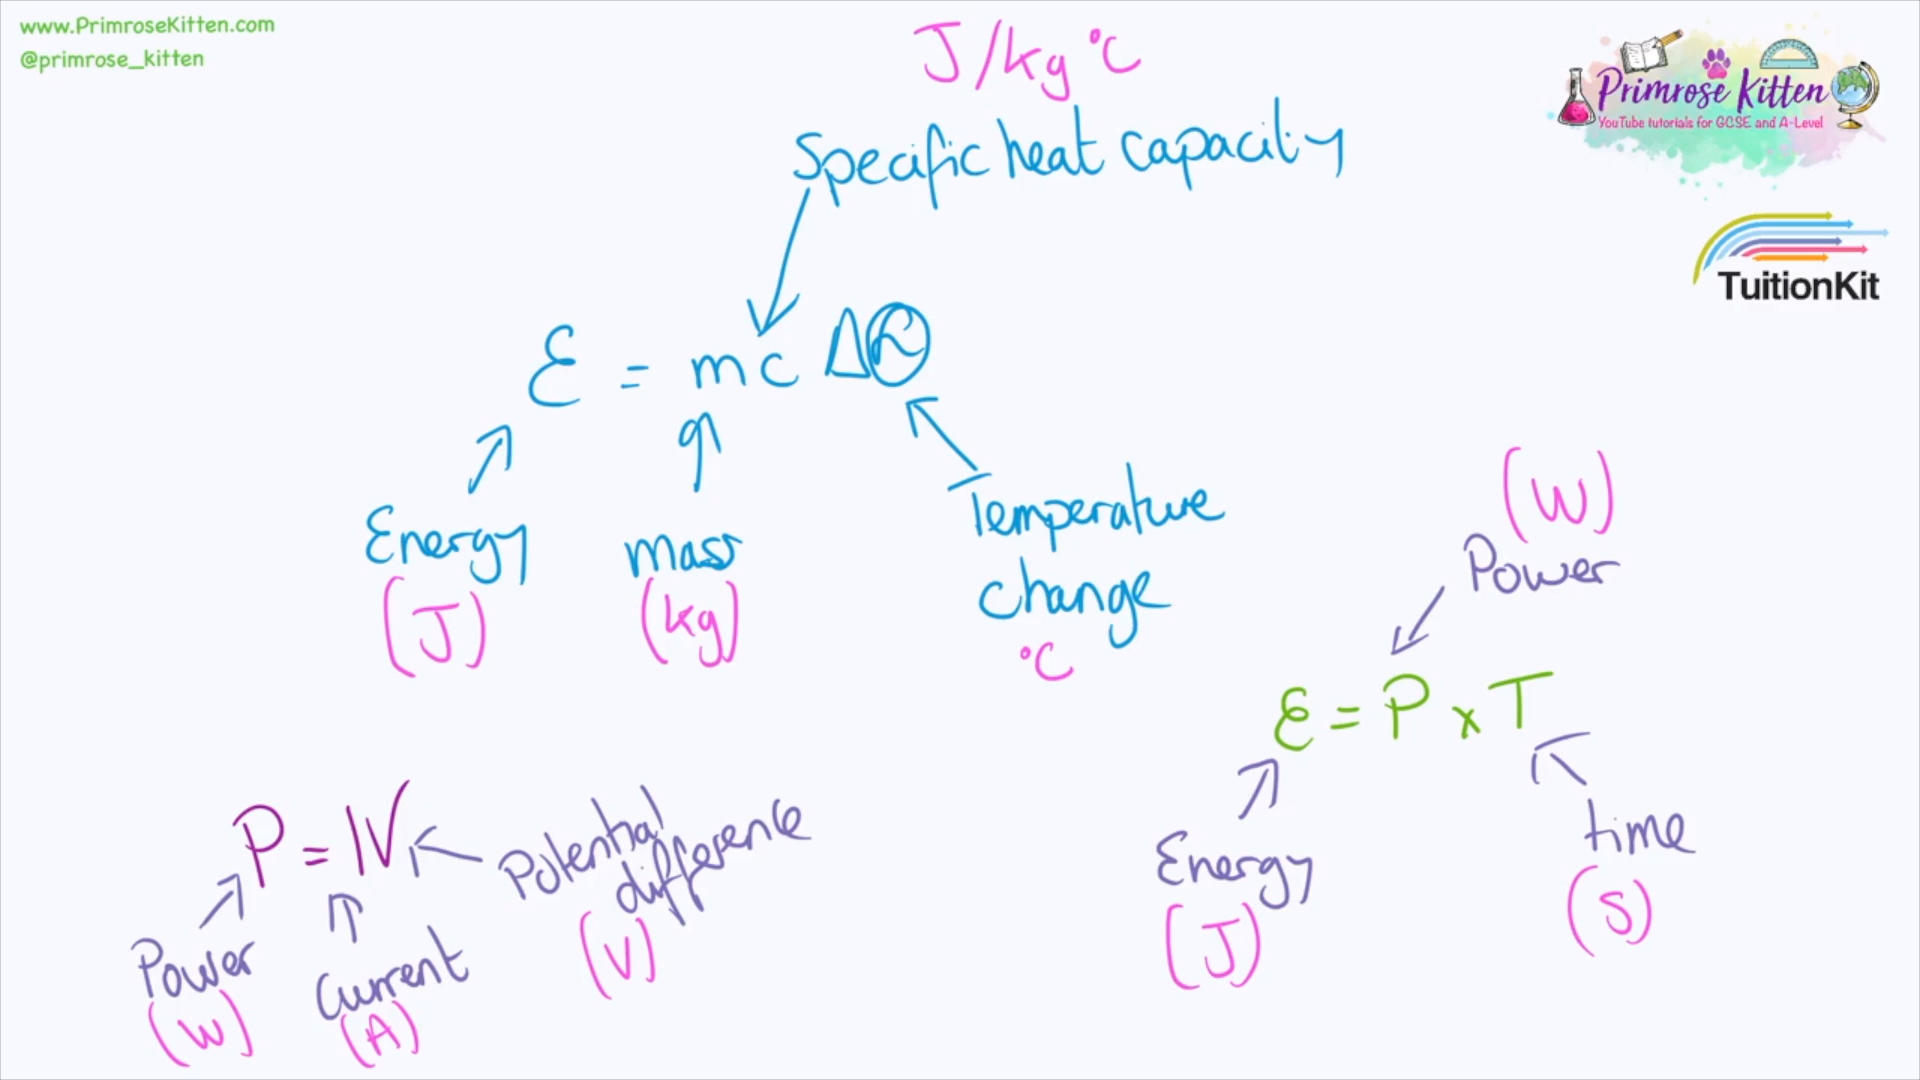 www.PrimroseKitten.com
@primrose_kitten
J/kg °C
Primrose Kitten
YouTube tutorials for GCSE and A-Level
TuitionKit
Specific heat capacity
E = mc Δ
Energy
(J)
mass
(kg)
Temperature
change
°C
(W)
Power
E = P x T
Energy
(J)
time
(S)
P = IV
Potential
difference
(V)
Power
(W)
Current
(A)